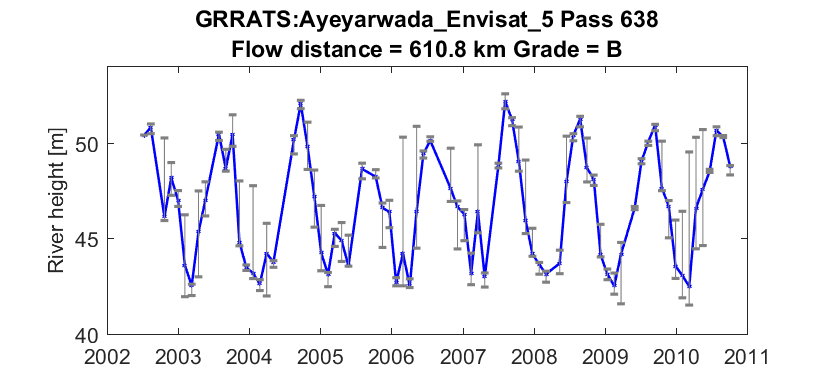 GRRATS:Ayeyarwada_Envisat_5 Pass 638
Flow distance = 610.8 km Grade = B
River height [m]
50
45
40
2002 2003 2004 2005 2006 2007 2008 2009 2010 2011